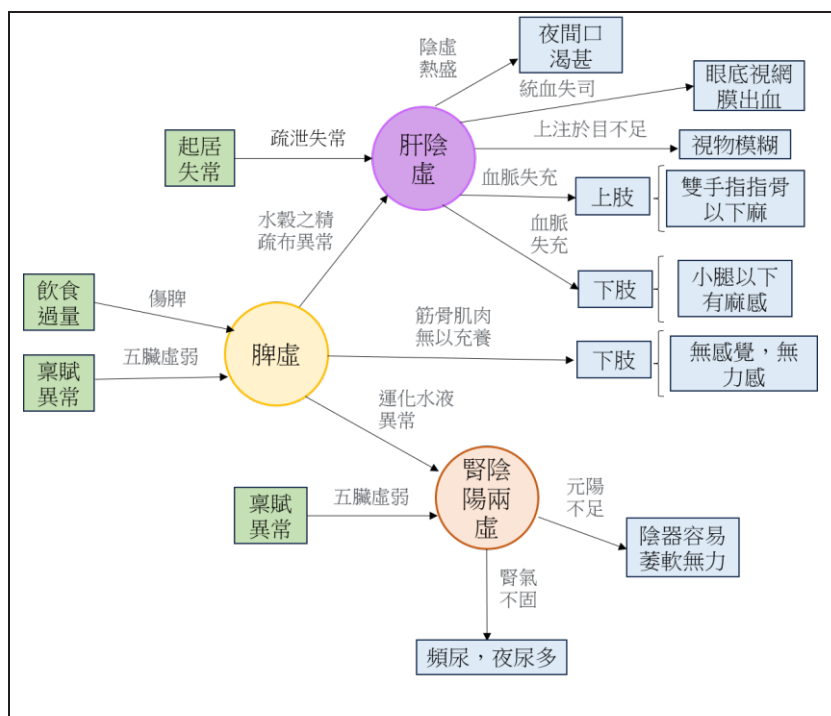 陰虛
熱盛
夜間口
渴甚
統血失司
眼底視網
膜出血
起居
失常
疏泄失常
肝陰
虛
上注於目不足
視物模糊
血脈失充
上肢
雙手指指骨
以下麻
水穀之精
疏布異常
血脈
失充
下肢
小腿以下
有麻感
飲食
過量
傷脾
脾虛
筋骨肌肉
無以充養
下肢
無感覺，無
力感
稟賦
異常
五臟虛弱
運化水液
異常
稟賦
異常
五臟虛弱
腎陰
陽兩
虛
元陽
不足
陰器容易
萎軟無力
腎氣
不固
頻尿，夜尿多